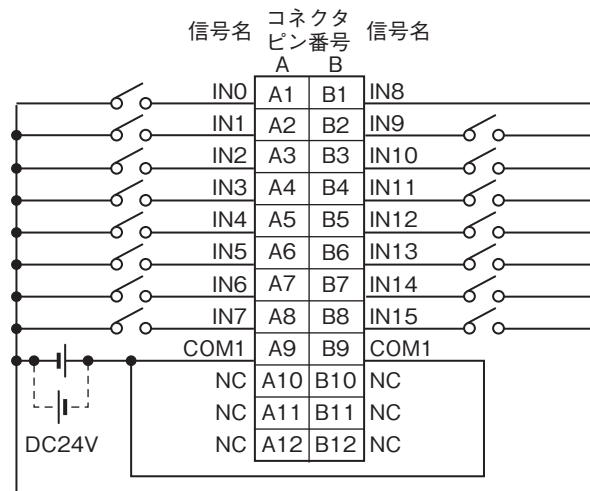 信号名 コネクタ ピン番号 信号名
A B
IN0 A1 B1 IN8
IN1 A2 B2 IN9
IN2 A3 B3 IN10
IN3 A4 B4 IN11
IN4 A5 B5 IN12
IN5 A6 B6 IN13
IN6 A7 B7 IN14
IN7 A8 B8 IN15
COM1 A9 B9 COM1
NC A10 B10 NC
NC A11 B11 NC
NC A12 B12 NC
DC24V